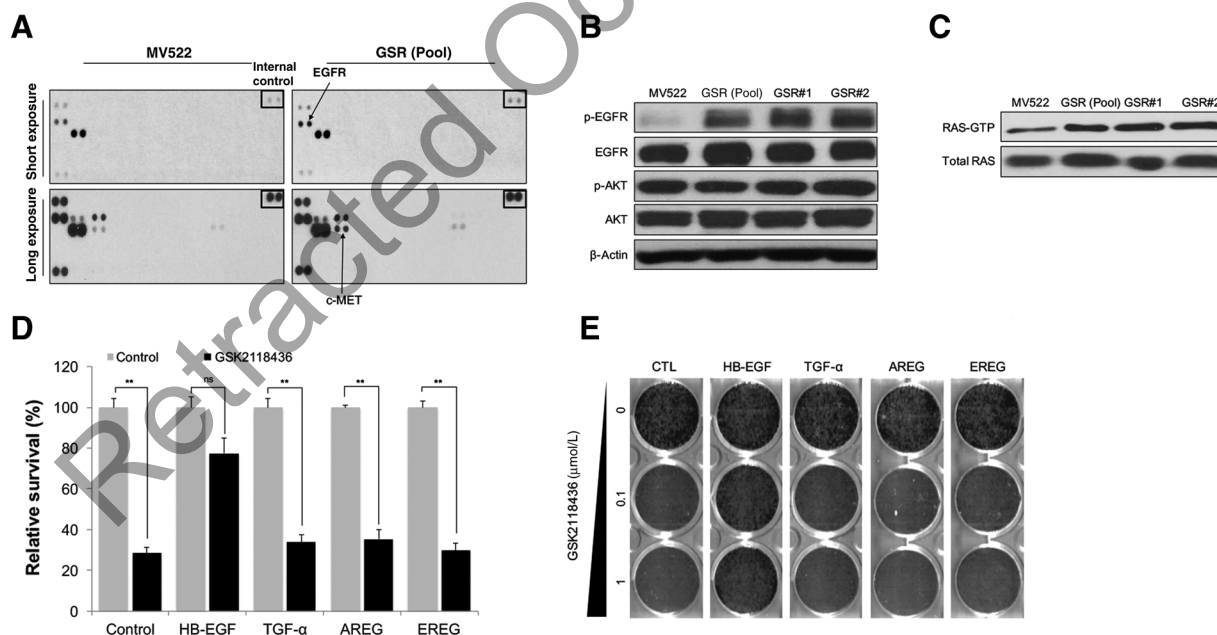 A
MV522
GSR (Pool)
Internal
control
EGFR
Short exposure
Long exposure
c-MET
B
MV522 GSR (Pool) GSR#1 GSR#2
p-EGFR
EGFR
p-AKT
AKT
β-Actin
C
MV522 GSR (Pool) GSR#1 GSR#2
RAS-GTP
Total RAS
D
Control GSK2118436
Relative survival (%)
120
100
80
60
40
20
0
** ns ** ** **
Control HB-EGF TGF-α AREG EREG
E
CTL HB-EGF TGF-α AREG EREG
GSK2118436 (μmol/L)
0
0.1
1
Retracted